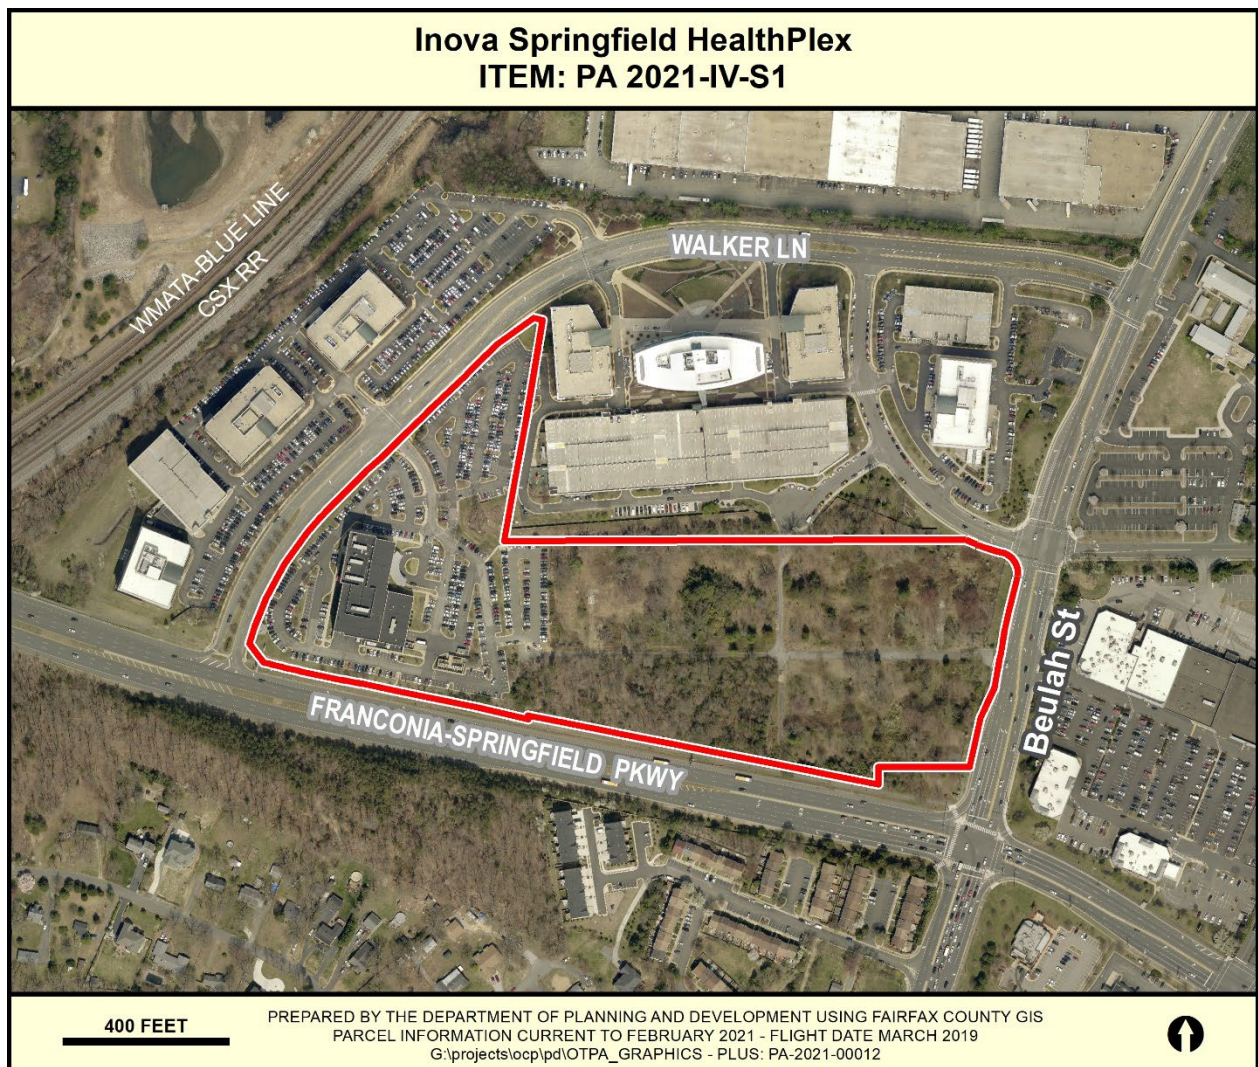 Inova Springfield HealthPlex
ITEM: PA 2021-IV-S1
WALKER LN
WMATA-BLUE LINE
CSX RR
Beulah St
FRANCONIA-SPRINGFIELD PKWY
400 FEET
PREPARED BY THE DEPARTMENT OF PLANNING AND DEVELOPMENT USING FAIRFAX COUNTY GIS
PARCEL INFORMATION CURRENT TO FEBRUARY 2021 - FLIGHT DATE MARCH 2019
G:\projects\ocp\pd\OTPA_GRAPHICS - PLUS: PA-2021-00012